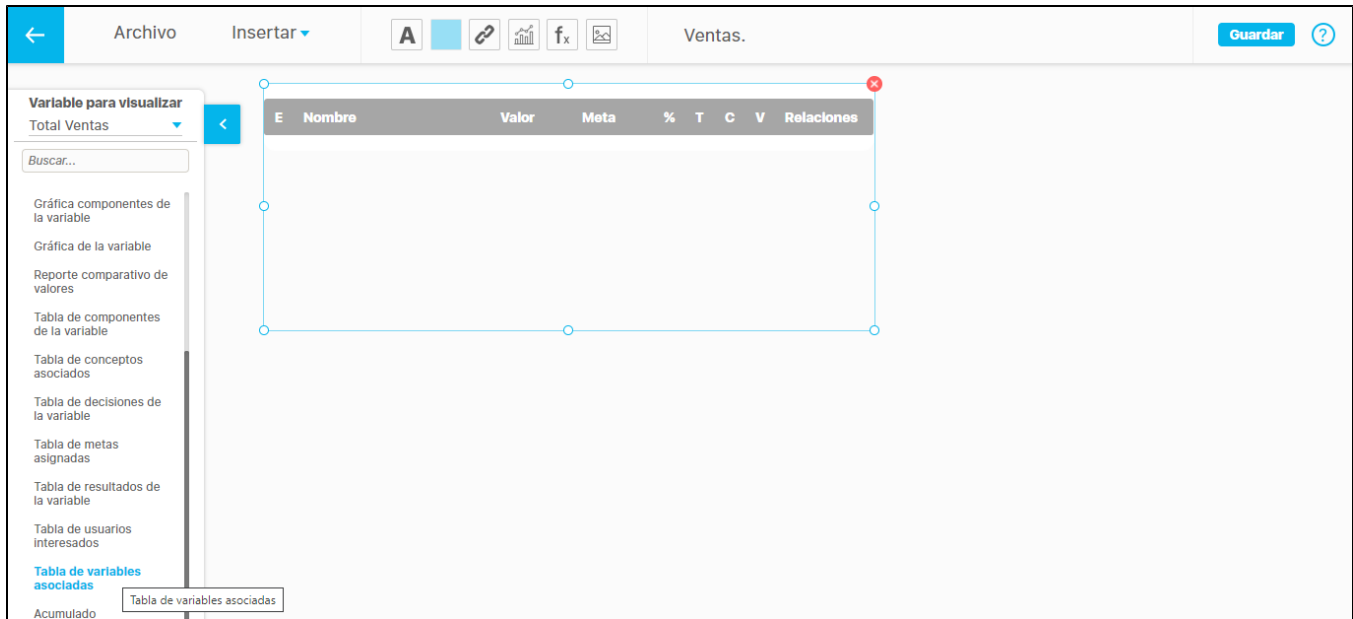 Archivo
Insertar
A
fx
Ventas.
Guardar
?
Variable para visualizar
Total Ventas
Buscar...
E Nombre Valor Meta % T C V Relaciones
Gráfica componentes de
la variable
Gráfica de la variable
Reporte comparativo de
valores
Tabla de componentes
de la variable
Tabla de conceptos
asociados
Tabla de decisiones de
la variable
Tabla de metas
asignadas
Tabla de resultados de
la variable
Tabla de usuarios
interesados
Tabla de variables
asociadas
Tabla de variables asociadas
Acumulado